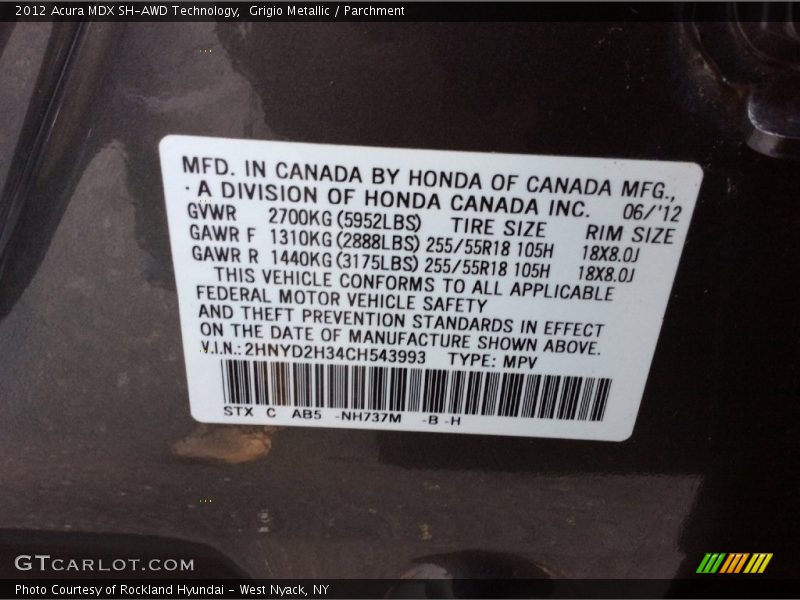 2012 Acura MDX SH-AWD Technology,  Grigio Metallic / Parchment
MFD. IN CANADA BY HONDA OF CANADA MFG.,
A DIVISION OF HONDA CANADA INC. 06/'12
GVWR 2700KG (5952LBS) TIRE SIZE RIM SIZE
GAWR F 1310KG (2888LBS) 255/55R18 105H 18X8.0J
GAWR R 1440KG (3175LBS) 255/55R18 105H 18X8.0J
THIS VEHICLE CONFORMS TO ALL APPLICABLE
FEDERAL MOTOR VEHICLE SAFETY
AND THEFT PREVENTION STANDARDS IN EFFECT
ON THE DATE OF MANUFACTURE SHOWN ABOVE.
V.I.N.: 2HNYD2H34CH543993 TYPE: MPV
STX C AB5 -NH737M -B -H
GTCARLOT.COM
Photo Courtesy of Rockland Hyundai - West Nyack, NY